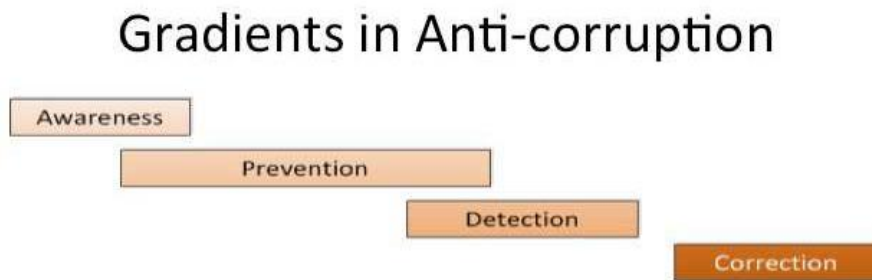 Gradients in Anti-corruption
Awareness
Prevention
Detection
Correction